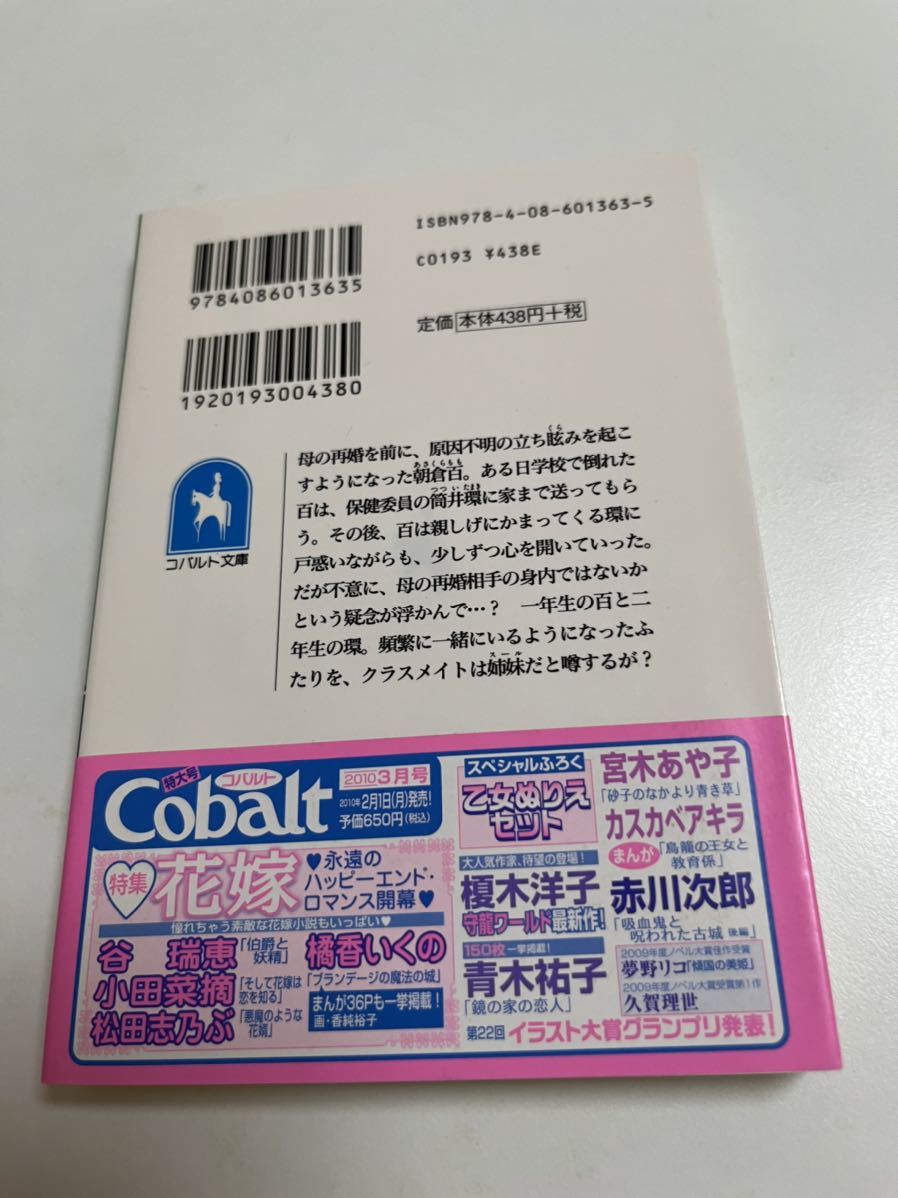 ISBN978-4-08-601363-5
C0193 ¥438E
定価 本体438円+税
9784086013635
1920193004380
コバルト文庫
母の再婚を前に、原因不明の立ち眩みを起こ
くら
すようになった朝倉百。ある日学校で倒れた
あさくらもも
百は、保健委員の筒井環に家まで送ってもら
つついたまき
う。その後、百は親しげにかまってくる環に
戸惑いながらも、少しずつ心を開いていった。
だが不意に、母の再婚相手の身内ではないか
という疑念が浮かんで…? 一年生の百と二
年生の環。頻繁に一緒にいるようになったふ
たりを、クラスメイトは姉妹だと噂するが?
スール
特大号
コバルト
Cobalt
2010 3月号
2010年2月1日(月)発売!
予価650円(税込)
特集 花嫁
♥永遠の
ハッピーエンド・
ロマンス開幕♥
憧れちゃう素敵な花嫁小説もいっぱい♥
谷 瑞恵「伯爵と妖精」
小田菜摘「そして花嫁は恋を知る」
松田志乃ぶ「悪魔のような花婿」
橘香いくの
「ブランデージの魔法の城」
まんが36Pも一挙掲載!
画・香純裕子
スペシャルふろく
乙女ぬりえ
セット
大人気作家、待望の登場!
榎木洋子
守龍ワールド最新作!
150枚一挙掲載!
青木祐子
「鏡の家の恋人」
宮木あや子
「砂子のなかより青き草」
カスカベアキラ
まんが「鳥籠の王女と教育係」
赤川次郎
「吸血鬼と
呪われた古城 後編」
2009年度ノベル大賞佳作受賞
夢野リコ「傾国の美姫」
2009年度ノベル大賞受賞第1作
久賀理世
第22回 イラスト大賞グランプリ発表!